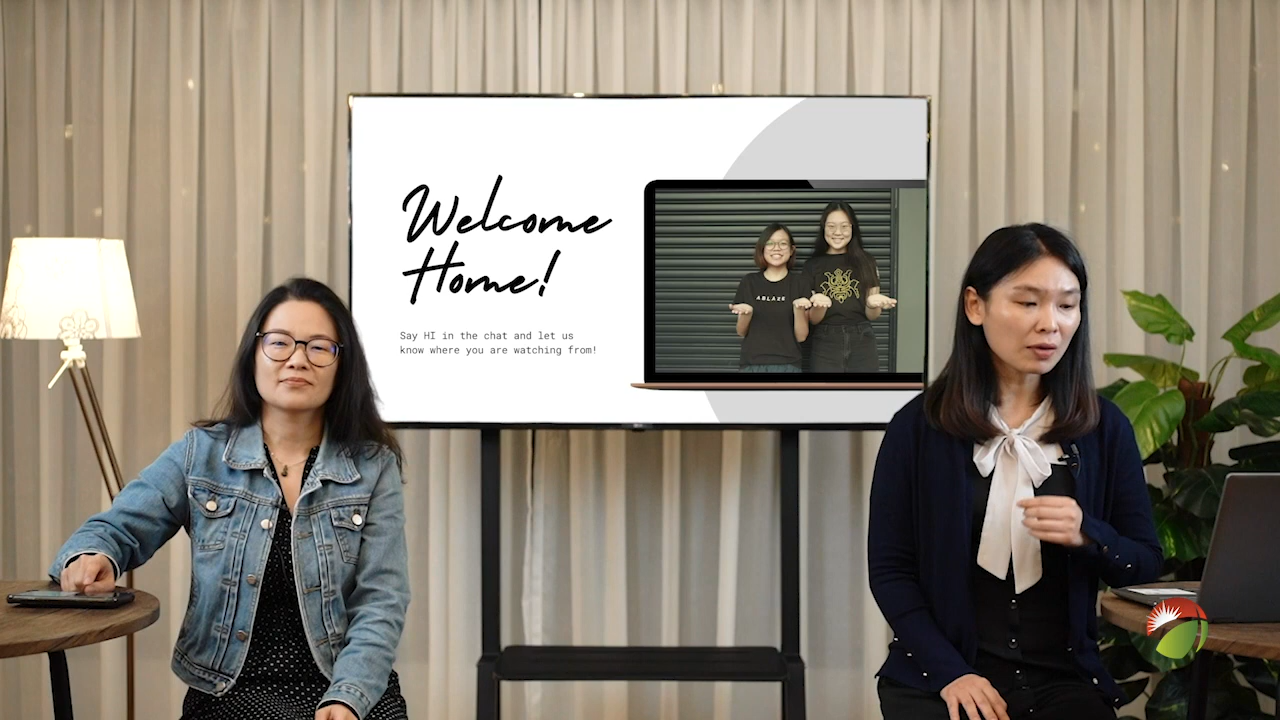 Welcome
Home!
Say HI in the chat and let us
know where you are watching from!
ABLAZE